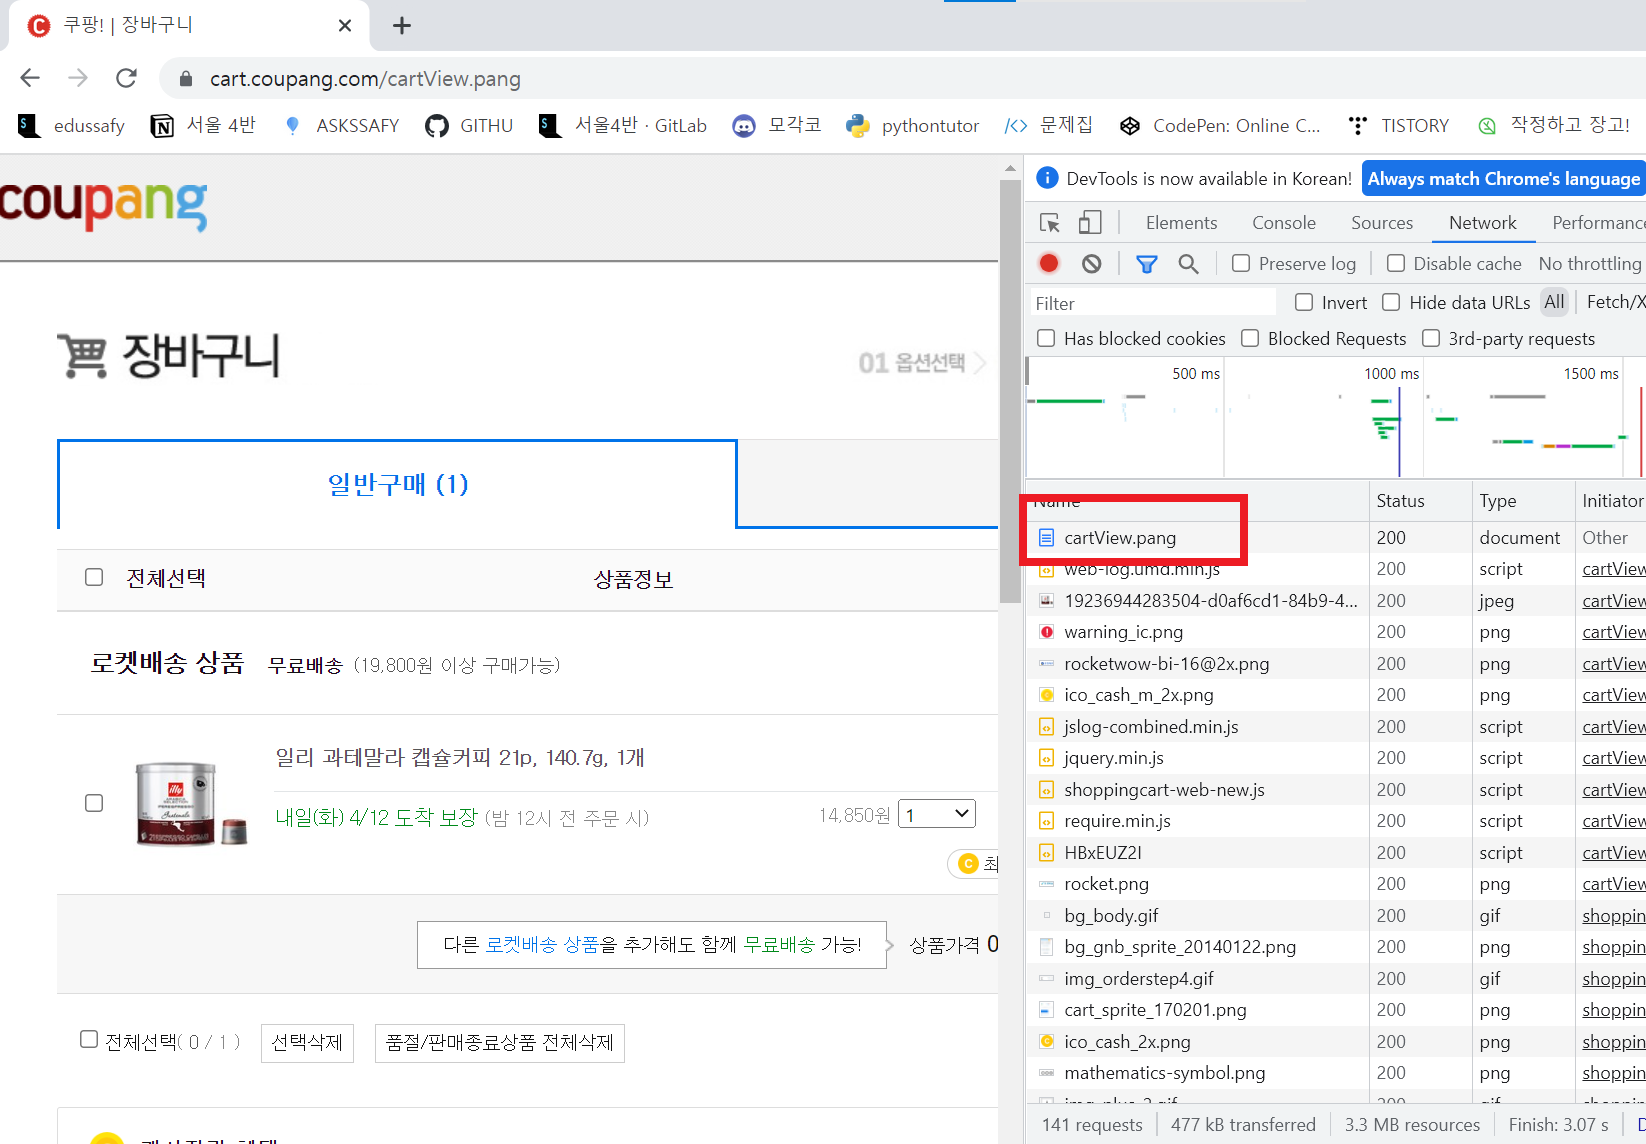 쿠팡! | 장바구니
cart.coupang.com/cartView.pang
edussafy 서울 4반 ASKSSAFY GITHU 서울4반 · GitLab 모각코 pythontutor 문제집 CodePen: Online C... TISTORY 작정하고 장고!
coupang
장바구니
01 옵션선택
일반구매 (1)
전체선택 상품정보
로켓배송 상품 무료배송 (19,800원 이상 구매가능)
일리 과테말라 캡슐커피 21p, 140.7g, 1개
내일(화) 4/12 도착 보장 (밤 12시 전 주문 시) 14,850원 1
illy
최
다른 로켓배송 상품을 추가해도 함께 무료배송 가능! 상품가격 0
전체선택( 0 / 1 ) 선택삭제 품절/판매종료상품 전체삭제
DevTools is now available in Korean! Always match Chrome's language
Elements Console Sources Network Performance
Preserve log Disable cache No throttling
Filter Invert Hide data URLs All Fetch/X
Has blocked cookies Blocked Requests 3rd-party requests
500 ms 1000 ms 1500 ms
Name Status Type Initiator
cartView.pang 200 document Other
web-log.umd.min.js 200 script cartView
19236944283504-d0af6cd1-84b9-4... 200 jpeg cartView
warning_ic.png 200 png cartView
rocketwow-bi-16@2x.png 200 png cartView
ico_cash_m_2x.png 200 png cartView
jslog-combined.min.js 200 script cartView
jquery.min.js 200 script cartView
shoppingcart-web-new.js 200 script cartView
require.min.js 200 script cartView
HBxEUZ2I 200 script cartView
rocket.png 200 png cartView
bg_body.gif 200 gif shoppin
bg_gnb_sprite_20140122.png 200 png shoppin
img_orderstep4.gif 200 gif shoppin
cart_sprite_170201.png 200 png shoppin
ico_cash_2x.png 200 png shoppin
mathematics-symbol.png 200 png shoppin
141 requests 477 kB transferred 3.3 MB resources Finish: 3.07 s